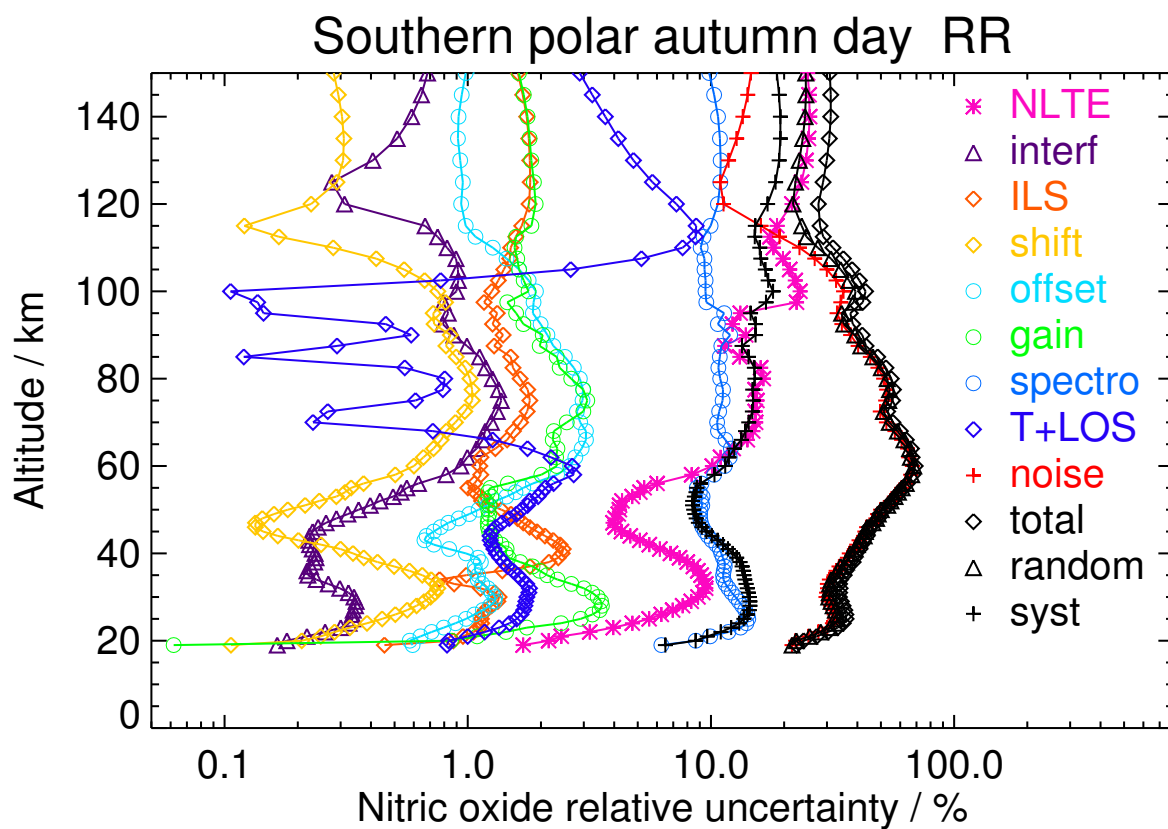 Southern polar autumn day RR
Altitude / km
140
120
100
80
60
40
20
0
0.1
1.0
10.0
100.0
Nitric oxide relative uncertainty / %
NLTE
interf
ILS
shift
offset
gain
spectro
T+LOS
noise
total
random
syst